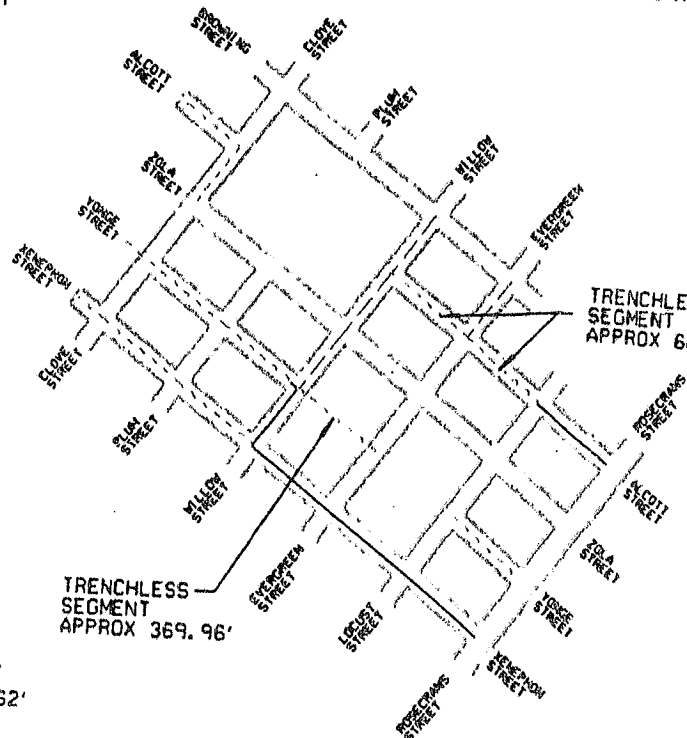 BROWNING
STREET
CLOVE
STREET
ALCOTT
STREET
PLUM
STREET
ZOLA
STREET
WILLOW
STREET
YONGE
STREET
EVERGREEN
STREET
XENEPHON
STREET
TRENCHLE
SEGMENT
APPROX 6
CLOVE
STREET
ROSECRANS
STREET
PLUM
STREET
ALCOTT
STREET
WILLOW
STREET
ZOLA
STREET
EVERGREEN
STREET
YONGE
STREET
TRENCHLESS
SEGMENT
APPROX 369.96'
LOCUST
STREET
XENEPHON
STREET
ROSECRANS
STREET
62'